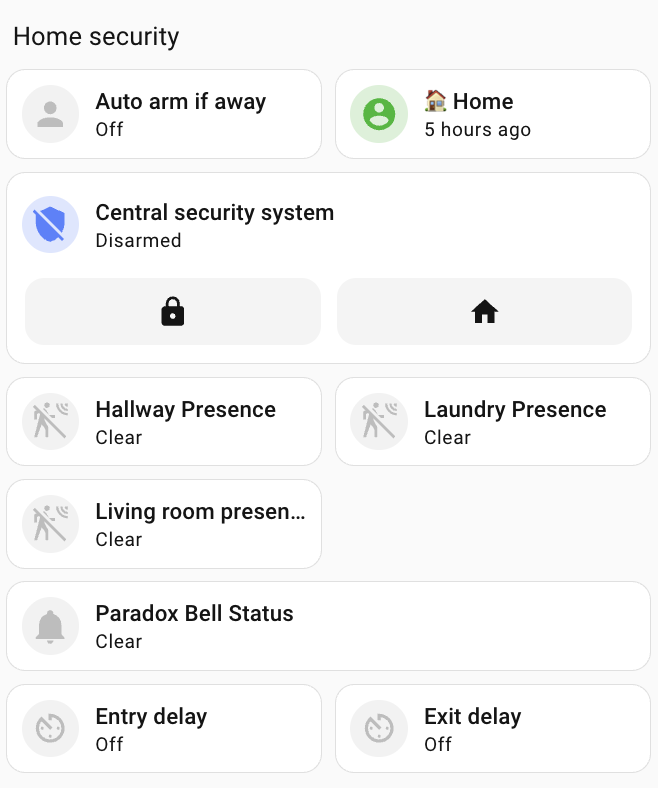 Home security
Auto arm if away
Off
🏠 Home
5 hours ago
Central security system
Disarmed
Hallway Presence
Clear
Laundry Presence
Clear
Living room presen...
Clear
Paradox Bell Status
Clear
Entry delay
Off
Exit delay
Off